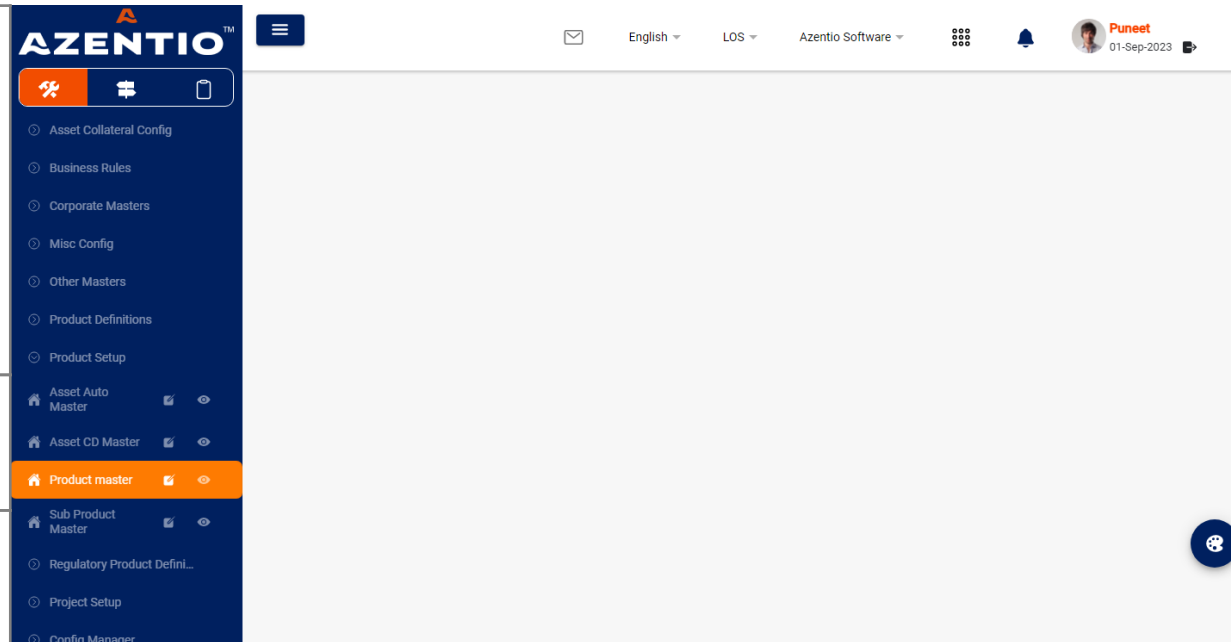 AZENTIO™
English
LOS
Azentio Software
Puneet
01-Sep-2023
Asset Collateral Config
Business Rules
Corporate Masters
Misc Config
Other Masters
Product Definitions
Product Setup
Asset Auto
Master
Asset CD Master
Product master
Sub Product
Master
Regulatory Product Defini...
Project Setup
Config Manager